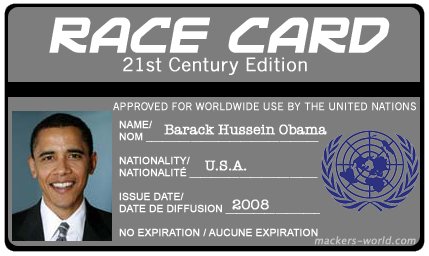 RACE CARD
21st Century Edition
APPROVED FOR WORLDWIDE USE BY THE UNITED NATIONS
NAME/
NOM Barack Hussein Obama
NATIONALITY/
NATIONALITÉ U.S.A.
ISSUE DATE/
DATE DE DIFFUSION 2008
NO EXPIRATION / AUCUNE EXPIRATION
mackers-world.com